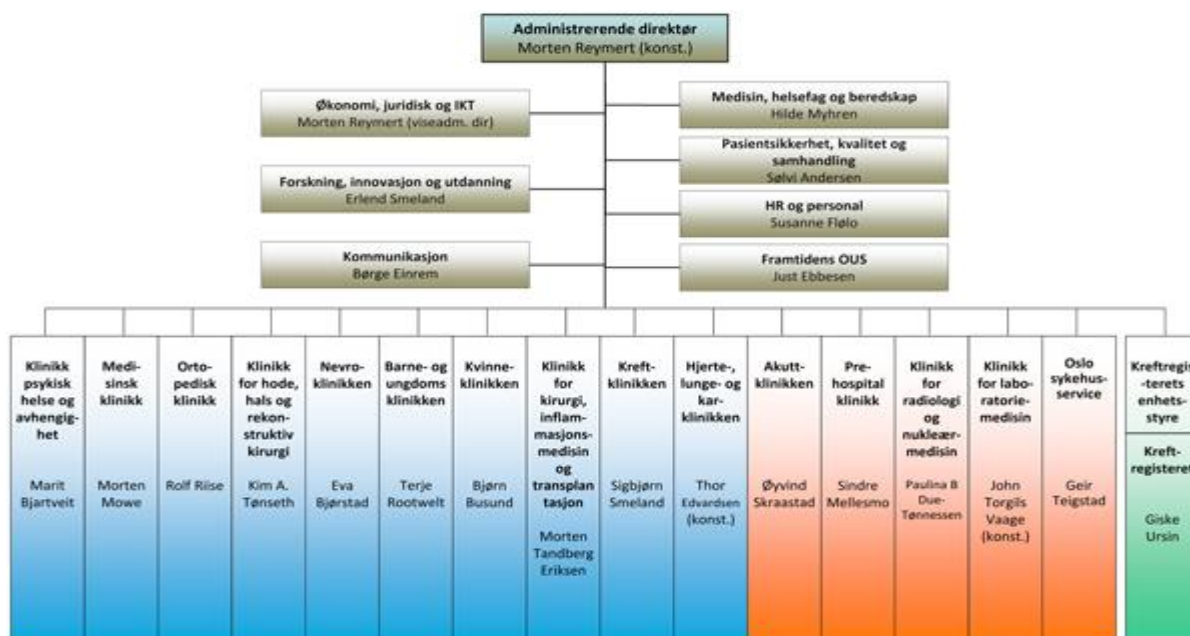 Administrerende direktør
Morten Reymert (konst.)
Økonomi, juridisk og IKT
Morten Reymert (viseadm. dir)
Medisin, helsefag og beredskap
Hilde Myhren
Pasientsikkerhet, kvalitet og
samhandling
Sølvi Andersen
Forskning, innovasjon og utdanning
Erlend Smeland
HR og personal
Susanne Flølo
Kommunikasjon
Børge Einrem
Framtidens OUS
Just Ebbesen
Klinikk
psykisk
helse og
avhengig-
het
Marit
Bjartveit
Medi-
sinsk
klinikk
Morten
Mowe
Orto-
pedisk
klinikk
Rolf Riise
Klinikk
for hode,
hals og
rekon-
struktiv
kirurgi
Kim A.
Tønseth
Nevro-
klinikken
Eva
Bjørstad
Barne- og
ungdoms
klinikken
Terje
Rootwelt
Kvinne-
klinikken
Bjørn
Busund
Klinikk
for
kirurgi,
inflam-
masjons-
medisin
og
transplan-
tasjon
Morten
Tandberg
Eriksen
Kreft-
klinikken
Sigbjørn
Smeland
Hjerte-,
lunge- og
kar-
klinikken
Thor
Edvardsen
(konst.)
Akutt-
klinikken
Øyvind
Skraastad
Pre-
hospital
klinikk
Sindre
Mellesmo
Klinikk
for
radiologi
og
nukleær-
medisin
Paulina B
Due-
Tønnessen
Klinikk
for labo-
ratorie-
medisin
John
Torgils
Vaage
(konst.)
Oslo
sykehus-
service
Geir
Teigstad
Kreftregis-
terets
enhets-
styre
Kreft-
registeret
Giske
Ursin